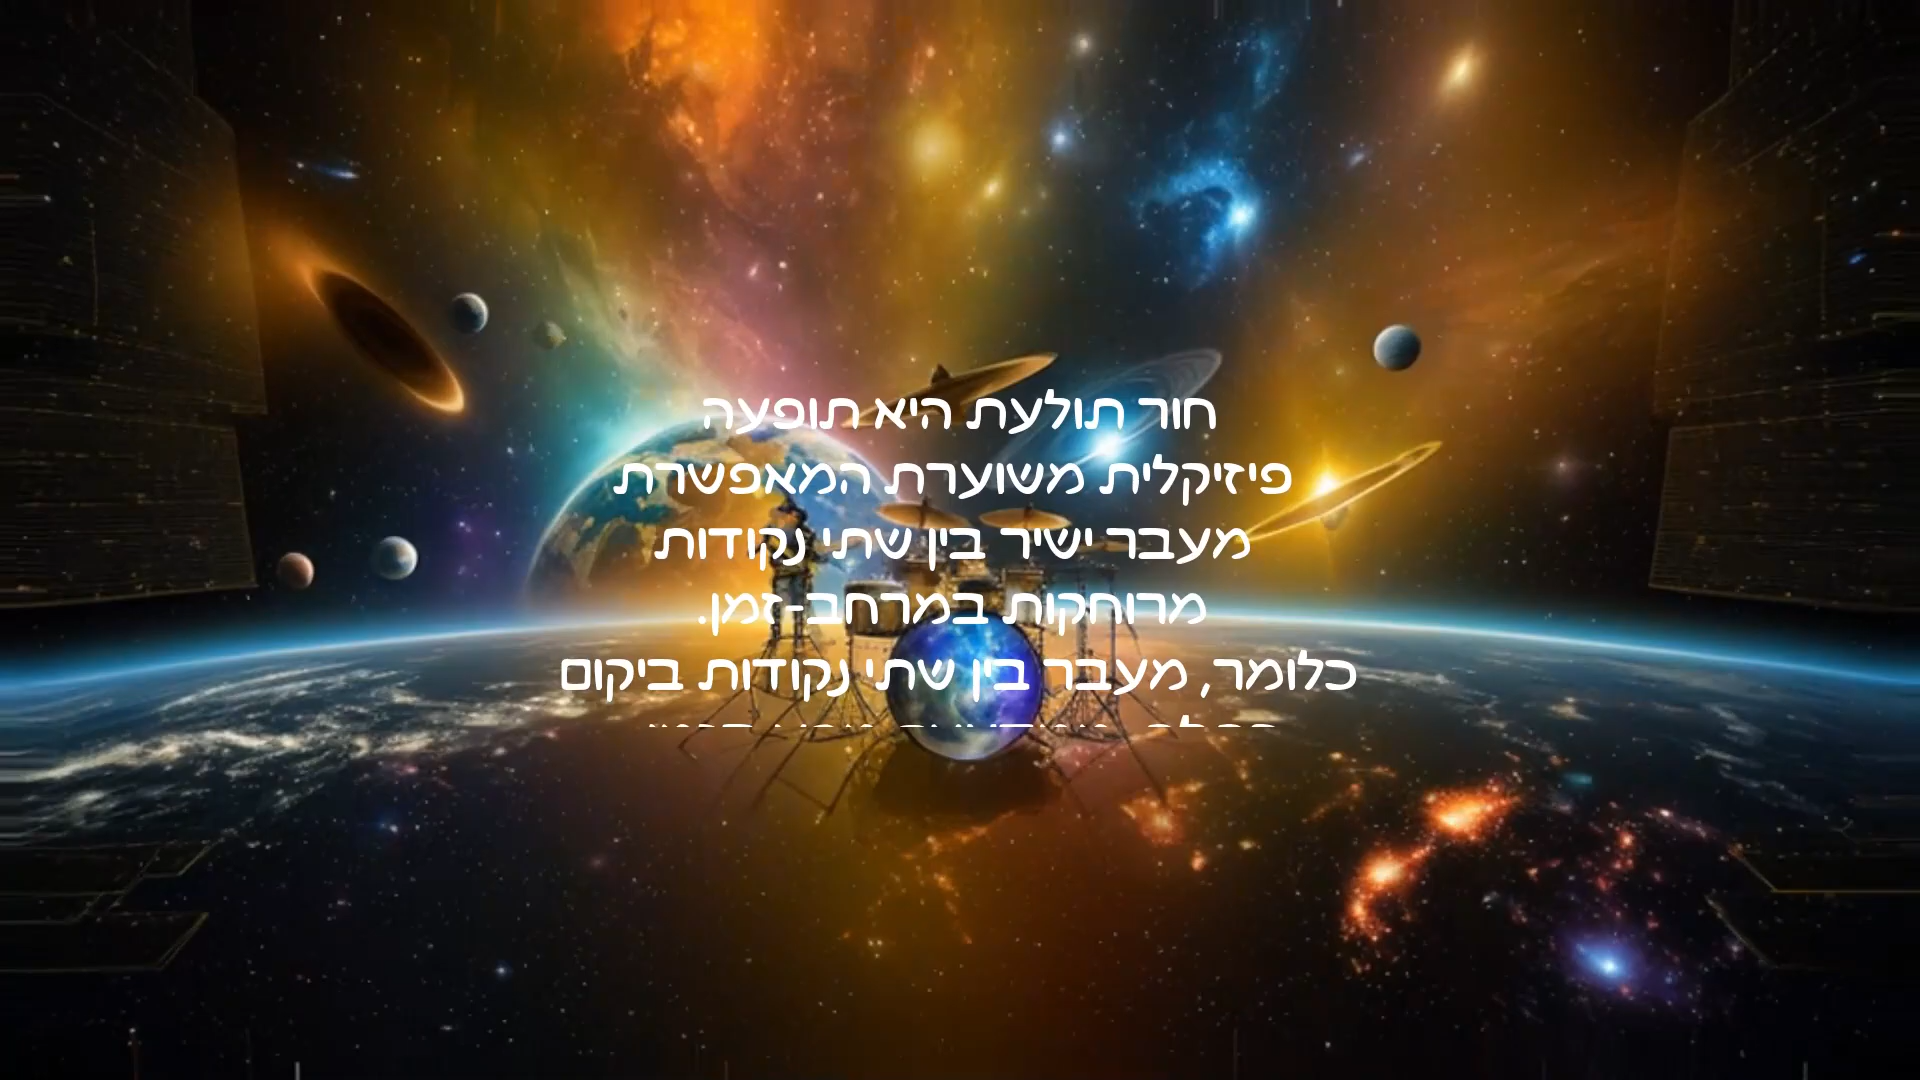 חור תולעת היא תופעה
פיזיקלית משוערת המאפשרת
מעבר ישיר בין שתי נקודות
מרוחקות במרחב-זמן.
כלומר, מעבר בין שתי נקודות ביקום